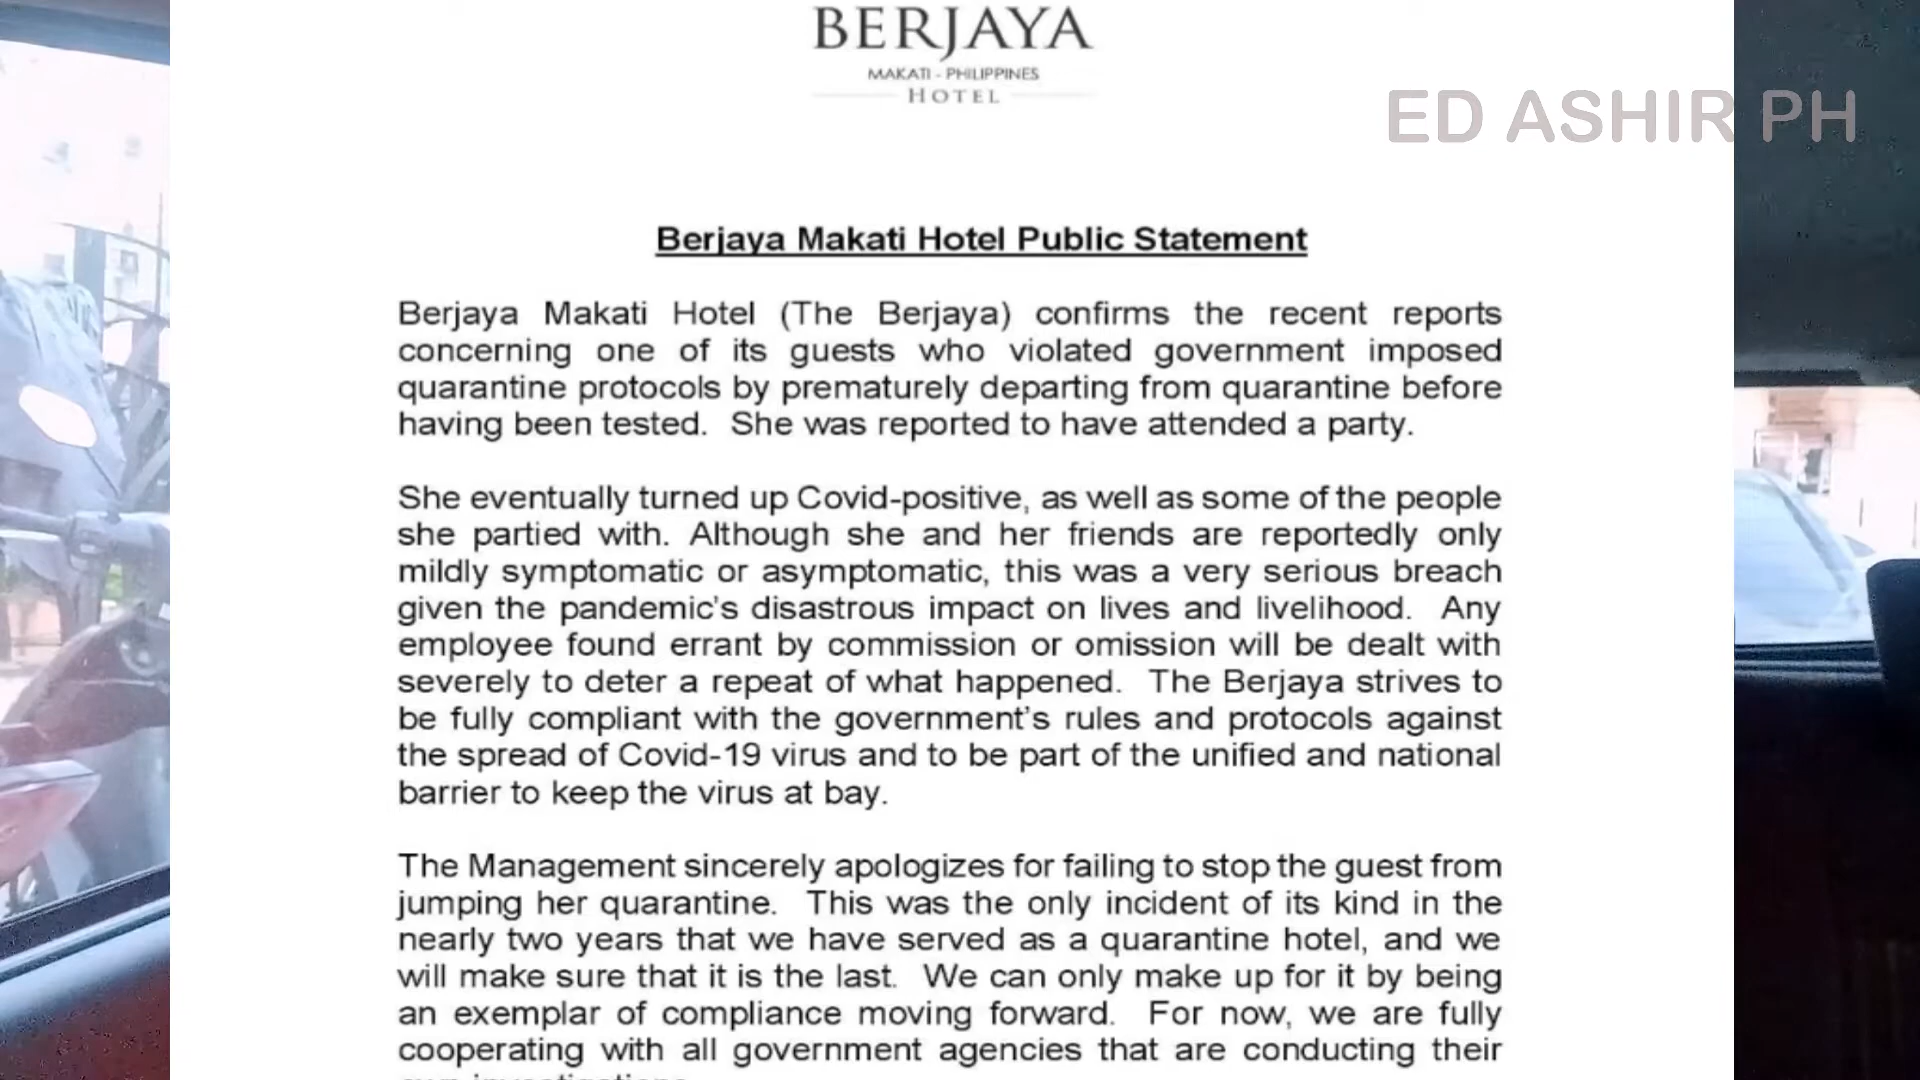 BERJAYA
MAKATI - PHILIPPINES
HOTEL
ED ASHIR PH
Berjaya Makati Hotel Public Statement
Berjaya Makati Hotel (The Berjaya) confirms the recent reports
concerning one of its guests who violated government imposed
quarantine protocols by prematurely departing from quarantine before
having been tested. She was reported to have attended a party.
She eventually turned up Covid-positive, as well as some of the people
she partied with. Although she and her friends are reportedly only
mildly symptomatic or asymptomatic, this was a very serious breach
given the pandemic's disastrous impact on lives and livelihood. Any
employee found errant by commission or omission will be dealt with
severely to deter a repeat of what happened. The Berjaya strives to
be fully compliant with the government's rules and protocols against
the spread of Covid-19 virus and to be part of the unified and national
barrier to keep the virus at bay.
The Management sincerely apologizes for failing to stop the guest from
jumping her quarantine. This was the only incident of its kind in the
nearly two years that we have served as a quarantine hotel, and we
will make sure that it is the last. We can only make up for it by being
an exemplar of compliance moving forward. For now, we are fully
cooperating with all government agencies that are conducting their